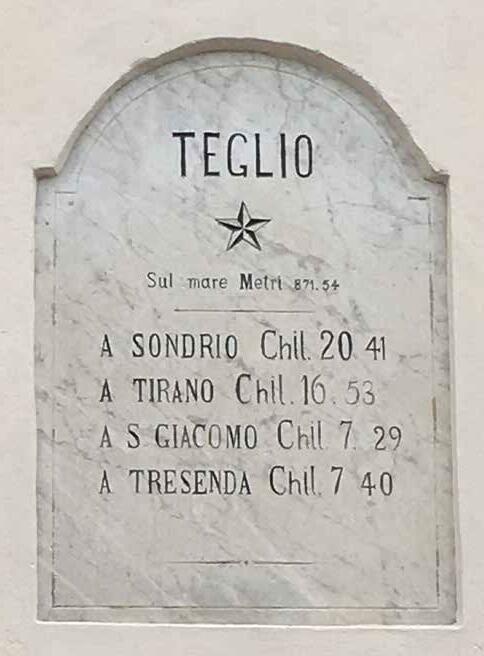 TEGLIO
Sul mare Metri 871.54
A SONDRIO Chil. 20 41
A TIRANO Chil. 16. 53
A S GIACOMO Chil 7. 29
A TRESENDA Chil. 7 40